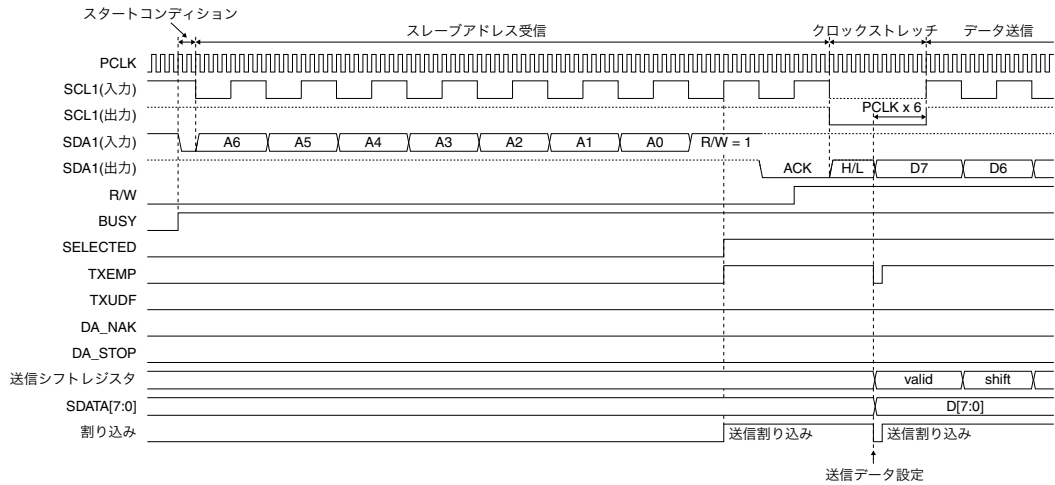 スタートコンディション
スレーブアドレス受信 クロックストレッチ データ送信
PCLK
SCL1(入力)
SCL1(出力) PCLK x 6
SDA1(入力) A6 A5 A4 A3 A2 A1 A0 R/W = 1
SDA1(出力) ACK H/L D7 D6
R/W
BUSY
SELECTED
TXEMP
TXUDF
DA_NAK
DA_STOP
送信シフトレジスタ valid shift
SDATA[7:0] D[7:0]
割り込み 送信割り込み 送信割り込み
送信データ設定